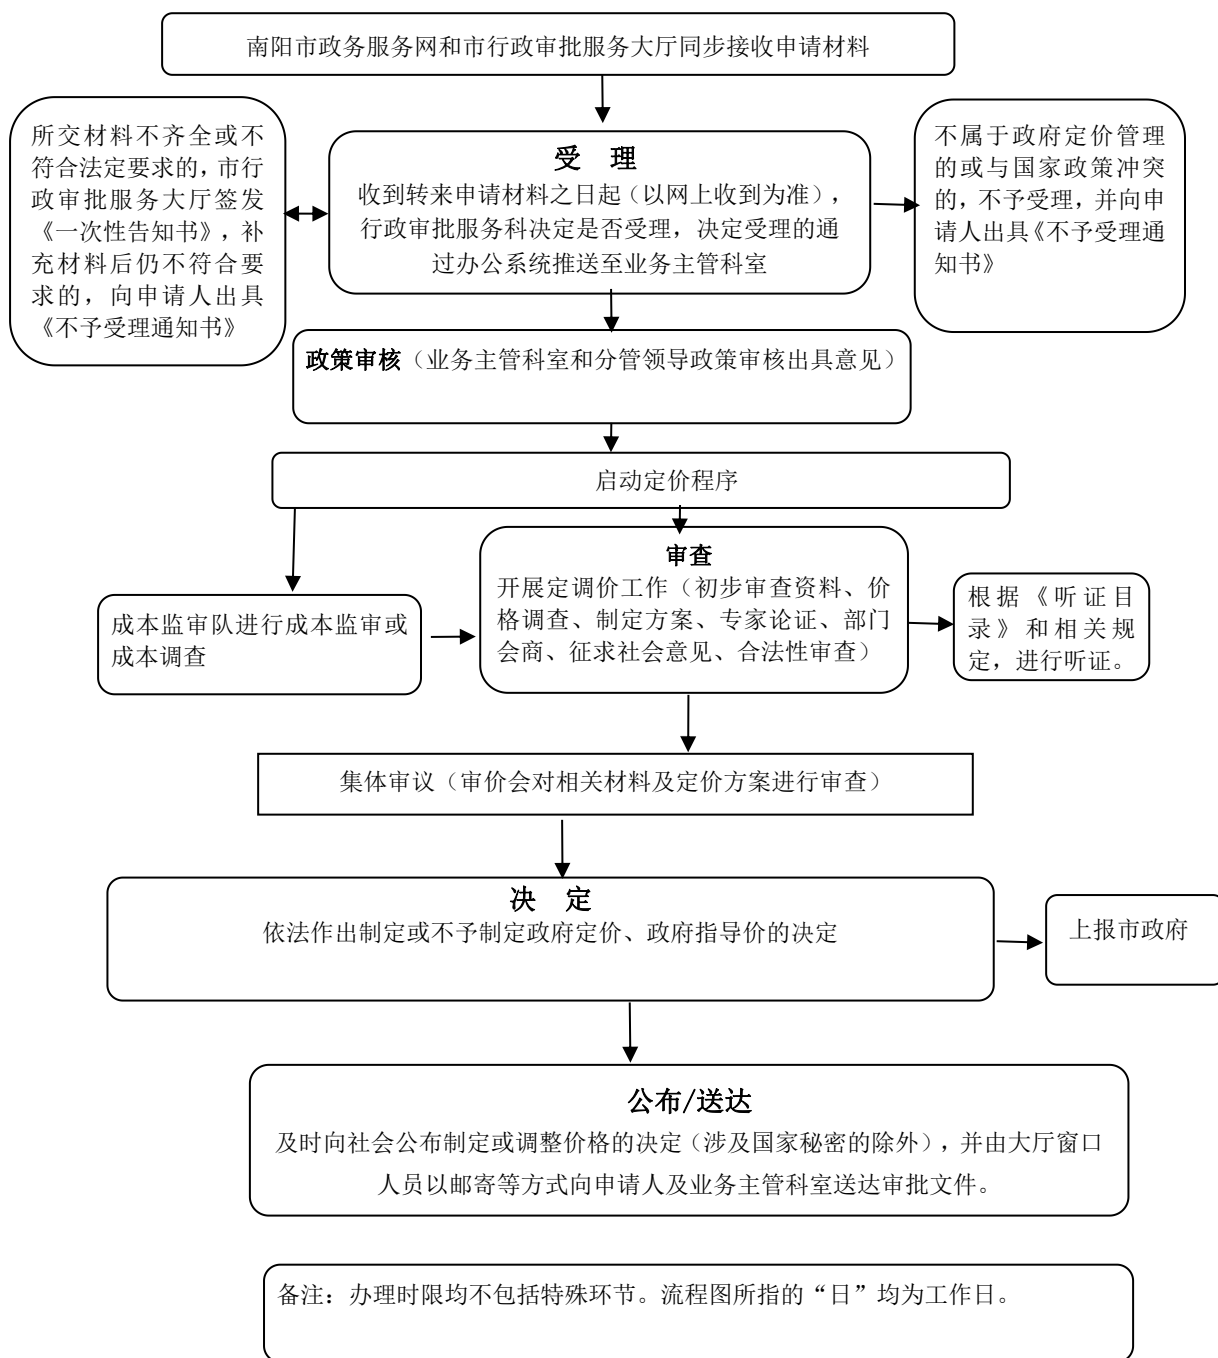 南阳市政务服务网和市行政审批服务大厅同步接收申请材料
所交材料不齐全或不
符合法定要求的，市行
政审批服务大厅签发
《一次性告知书》，补
充材料后仍不符合要
求的，向申请人出具
《不予受理通知书》
受 理
收到转来申请材料之日起（以网上收到为准），
行政审批服务科决定是否受理，决定受理的通
过办公系统推送至业务主管科室
不属于政府定价管理
的或与国家政策冲突
的，不予受理，并向申
请人出具《不予受理通
知书》
政策审核（业务主管科室和分管领导政策审核出具意见）
启动定价程序
成本监审队进行成本监审或
成本调查
审查
开展定调价工作（初步审查资料、价
格调查、制定方案、专家论证、部门
会商、征求社会意见、合法性审查）
根据《听证目
录》和相关规
定，进行听证。
集体审议（审价会对相关材料及定价方案进行审查）
决 定
依法作出制定或不予制定政府定价、政府指导价的决定
上报市政府
公布/送达
及时向社会公布制定或调整价格的决定（涉及国家秘密的除外），并由大厅窗口
人员以邮寄等方式向申请人及业务主管科室送达审批文件。
备注：办理时限均不包括特殊环节。流程图所指的“日”均为工作日。